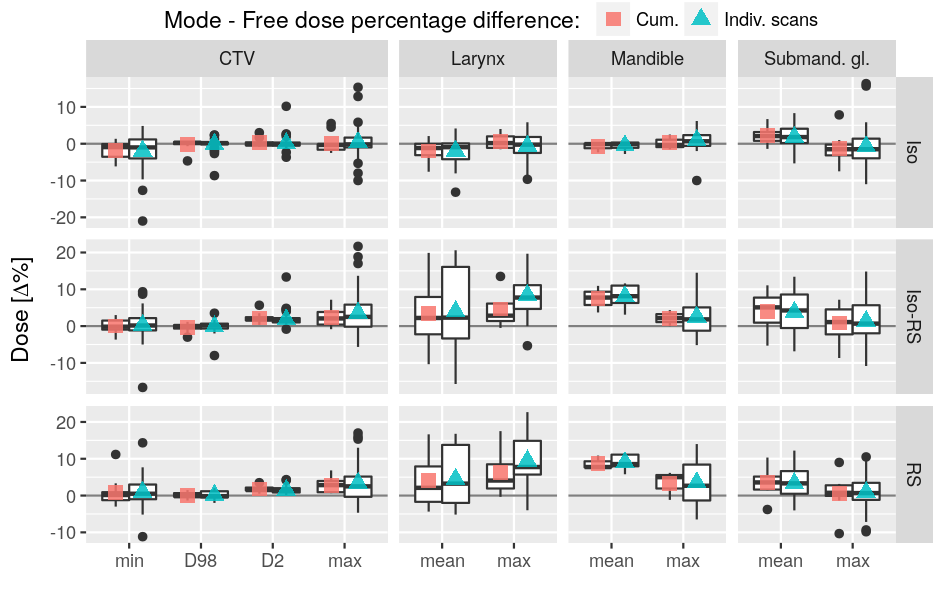 Mode - Free dose percentage difference: Cum. Indiv. scans
CTV Larynx Mandible Submand. gl.
Dose [Δ%]
10
0
-10
-20
Iso
20
10
0
-10
Iso-RS
20
10
0
-10
RS
min D98 D2 max mean max mean max mean max